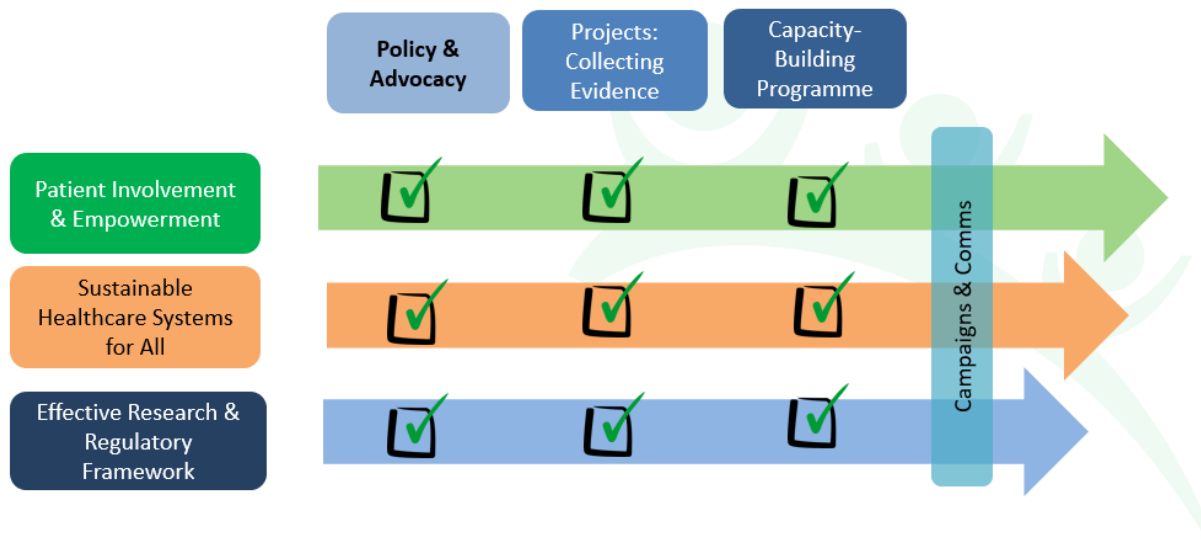 Policy &
Advocacy
Projects:
Collecting
Evidence
Capacity-
Building
Programme
Patient Involvement
& Empowerment
Sustainable
Healthcare Systems
for All
Effective Research &
Regulatory
Framework
Campaigns & Comms